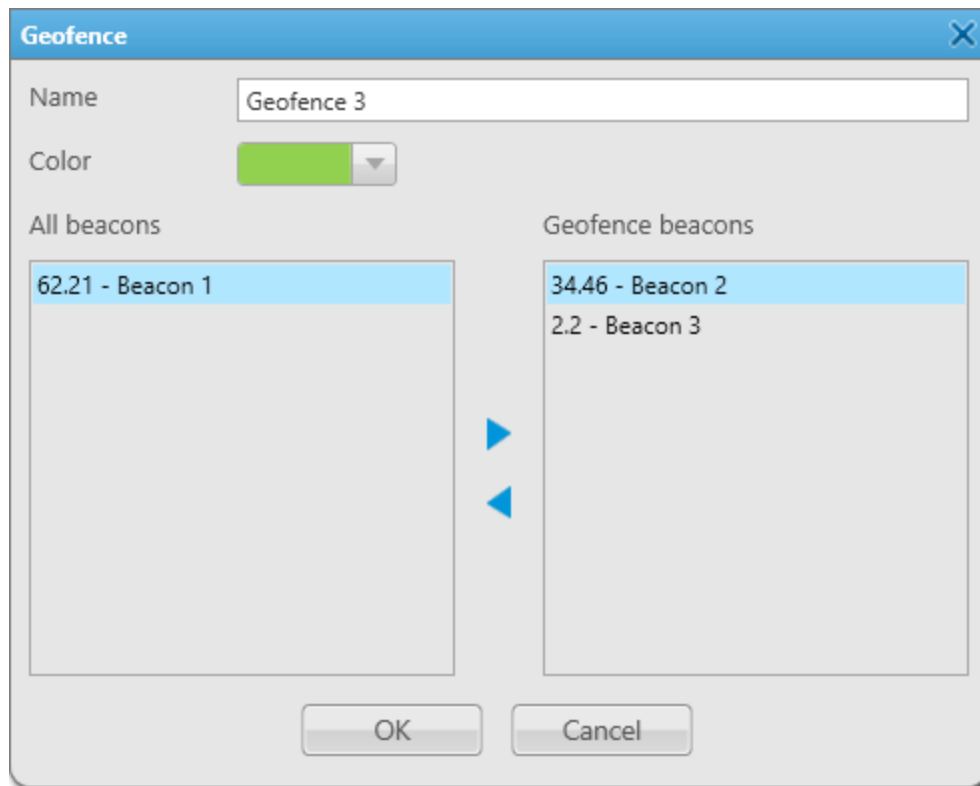 Geofence
Name
Geofence 3
Color
All beacons
Geofence beacons
62.21 - Beacon 1
34.46 - Beacon 2
2.2 - Beacon 3
OK
Cancel